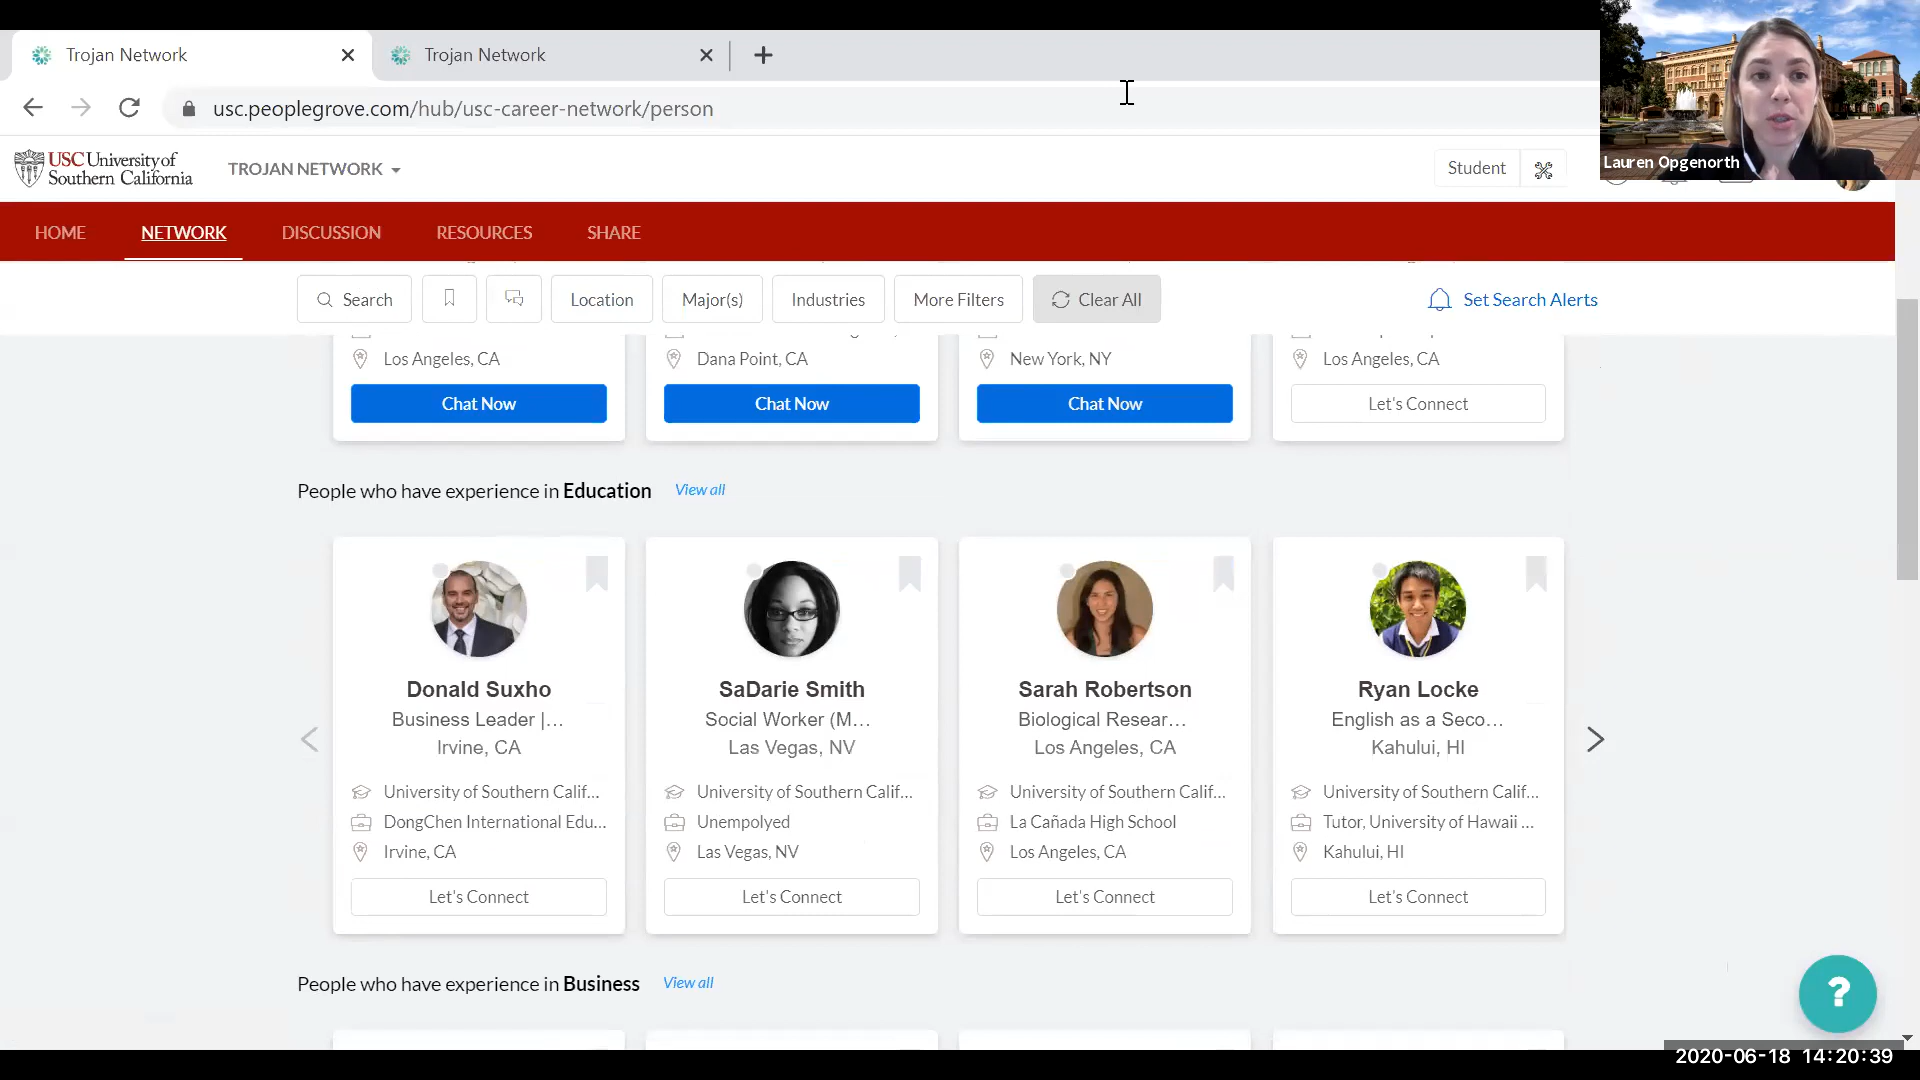 Trojan Network
Trojan Network
usc.peoplegrove.com/hub/usc-career-network/person
Lauren Opgenorth
USC University of
Southern California
TROJAN NETWORK
Student
HOME
NETWORK
DISCUSSION
RESOURCES
SHARE
Search
Location
Major(s)
Industries
More Filters
Clear All
Set Search Alerts
Los Angeles, CA
Dana Point, CA
New York, NY
Los Angeles, CA
Chat Now
Chat Now
Chat Now
Let's Connect
People who have experience in Education View all
Donald Suxho
Business Leader |...
Irvine, CA
University of Southern Calif...
DongChen International Edu...
Irvine, CA
Let's Connect
SaDarie Smith
Social Worker (M...
Las Vegas, NV
University of Southern Calif...
Unempolyed
Las Vegas, NV
Let's Connect
Sarah Robertson
Biological Resear...
Los Angeles, CA
University of Southern Calif...
La Cañada High School
Los Angeles, CA
Let's Connect
Ryan Locke
English as a Seco...
Kahului, HI
University of Southern Calif...
Tutor, University of Hawaii ...
Kahului, HI
Let's Connect
People who have experience in Business View all
?
2020-06-18 14:20:39